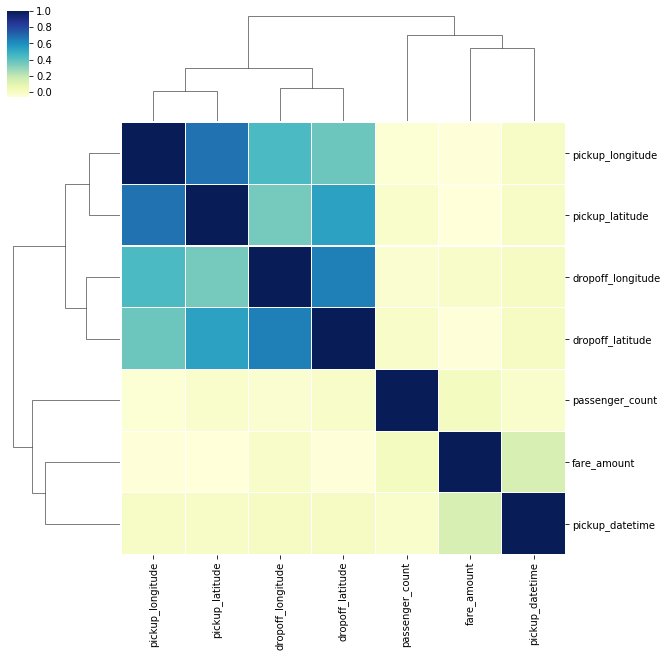 1.0
0.8
0.6
0.4
0.2
0.0
pickup_longitude
pickup_latitude
dropoff_longitude
dropoff_latitude
passenger_count
fare_amount
pickup_datetime
pickup_longitude
pickup_latitude
dropoff_longitude
dropoff_latitude
passenger_count
fare_amount
pickup_datetime